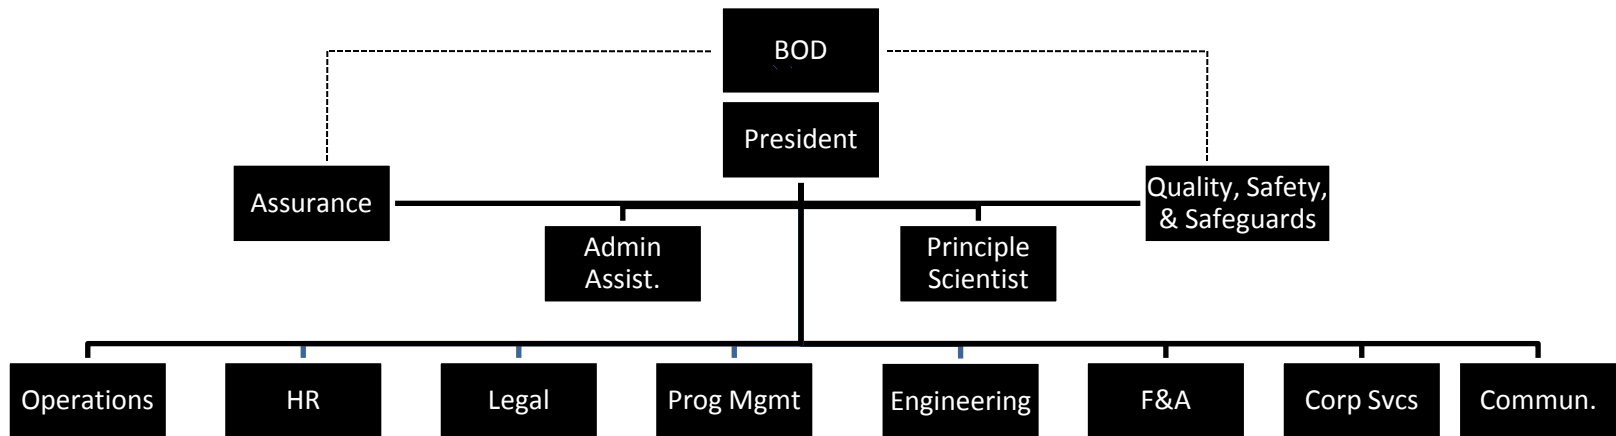 BOD
President
Assurance
Quality, Safety,
& Safeguards
Admin
Assist.
Principle
Scientist
Operations
HR
Legal
Prog Mgmt
Engineering
F&A
Corp Svcs
Commun.